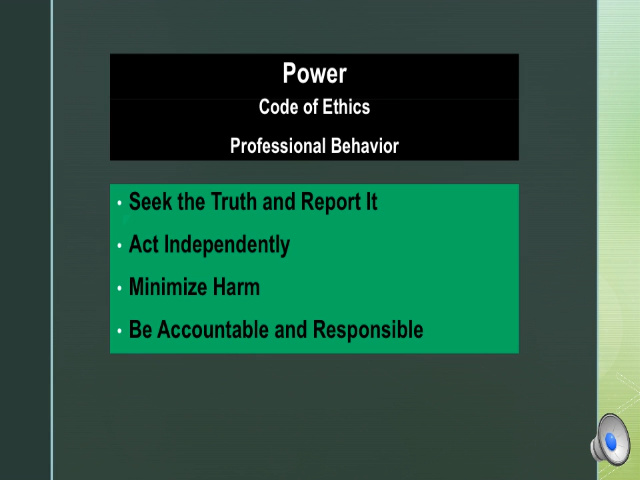 Power
Code of Ethics
Professional Behavior
• Seek the Truth and Report It
• Act Independently
• Minimize Harm
• Be Accountable and Responsible